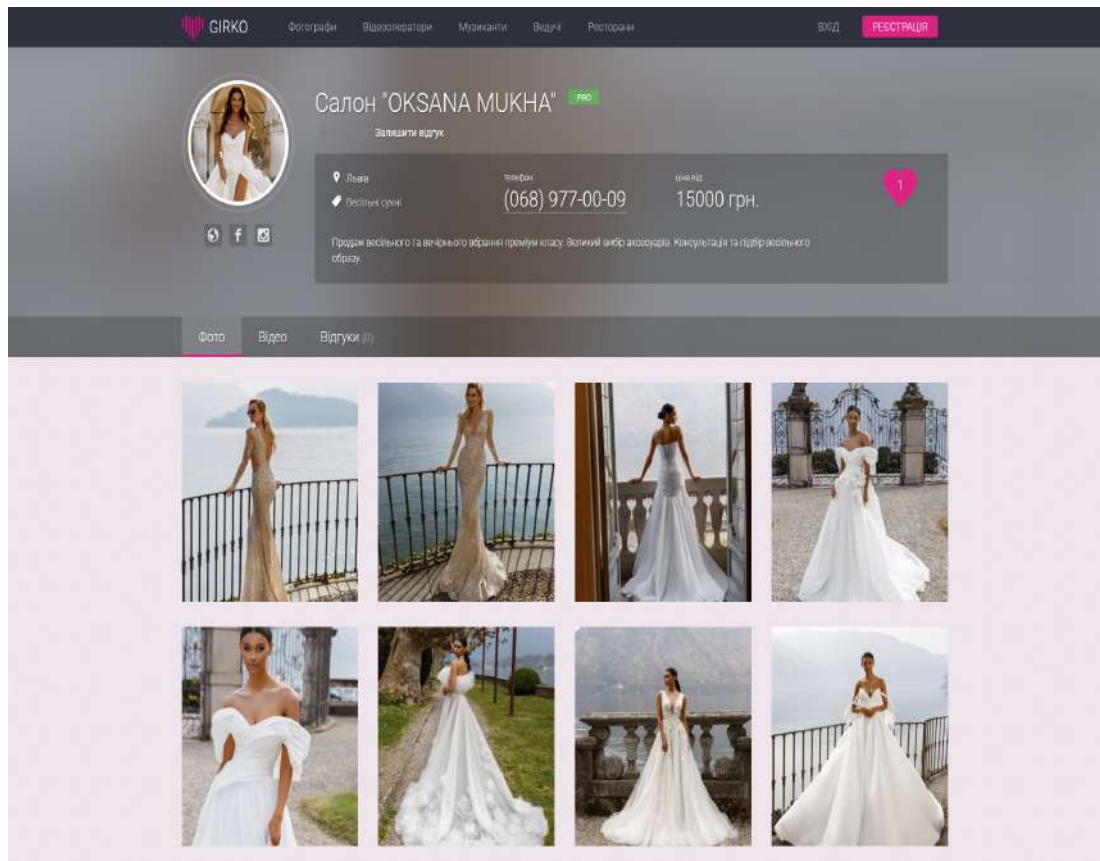 GIRKO
Фотографи Відеооператори Музиканти Ведучі Ресторани
ВХІД РЕЄСТРАЦІЯ
Салон "OKSANA MUKHA" PRO
Залишити відгук
Львів
Весільні сукні
телефон:
(068) 977-00-09
ціна від:
15000 грн.
1
Продаж весільного та вечірнього вбрання преміум класу. Великий вибір аксесуарів. Консультація та підбір весільного
образу.
Фото Відео Відгуки (0)